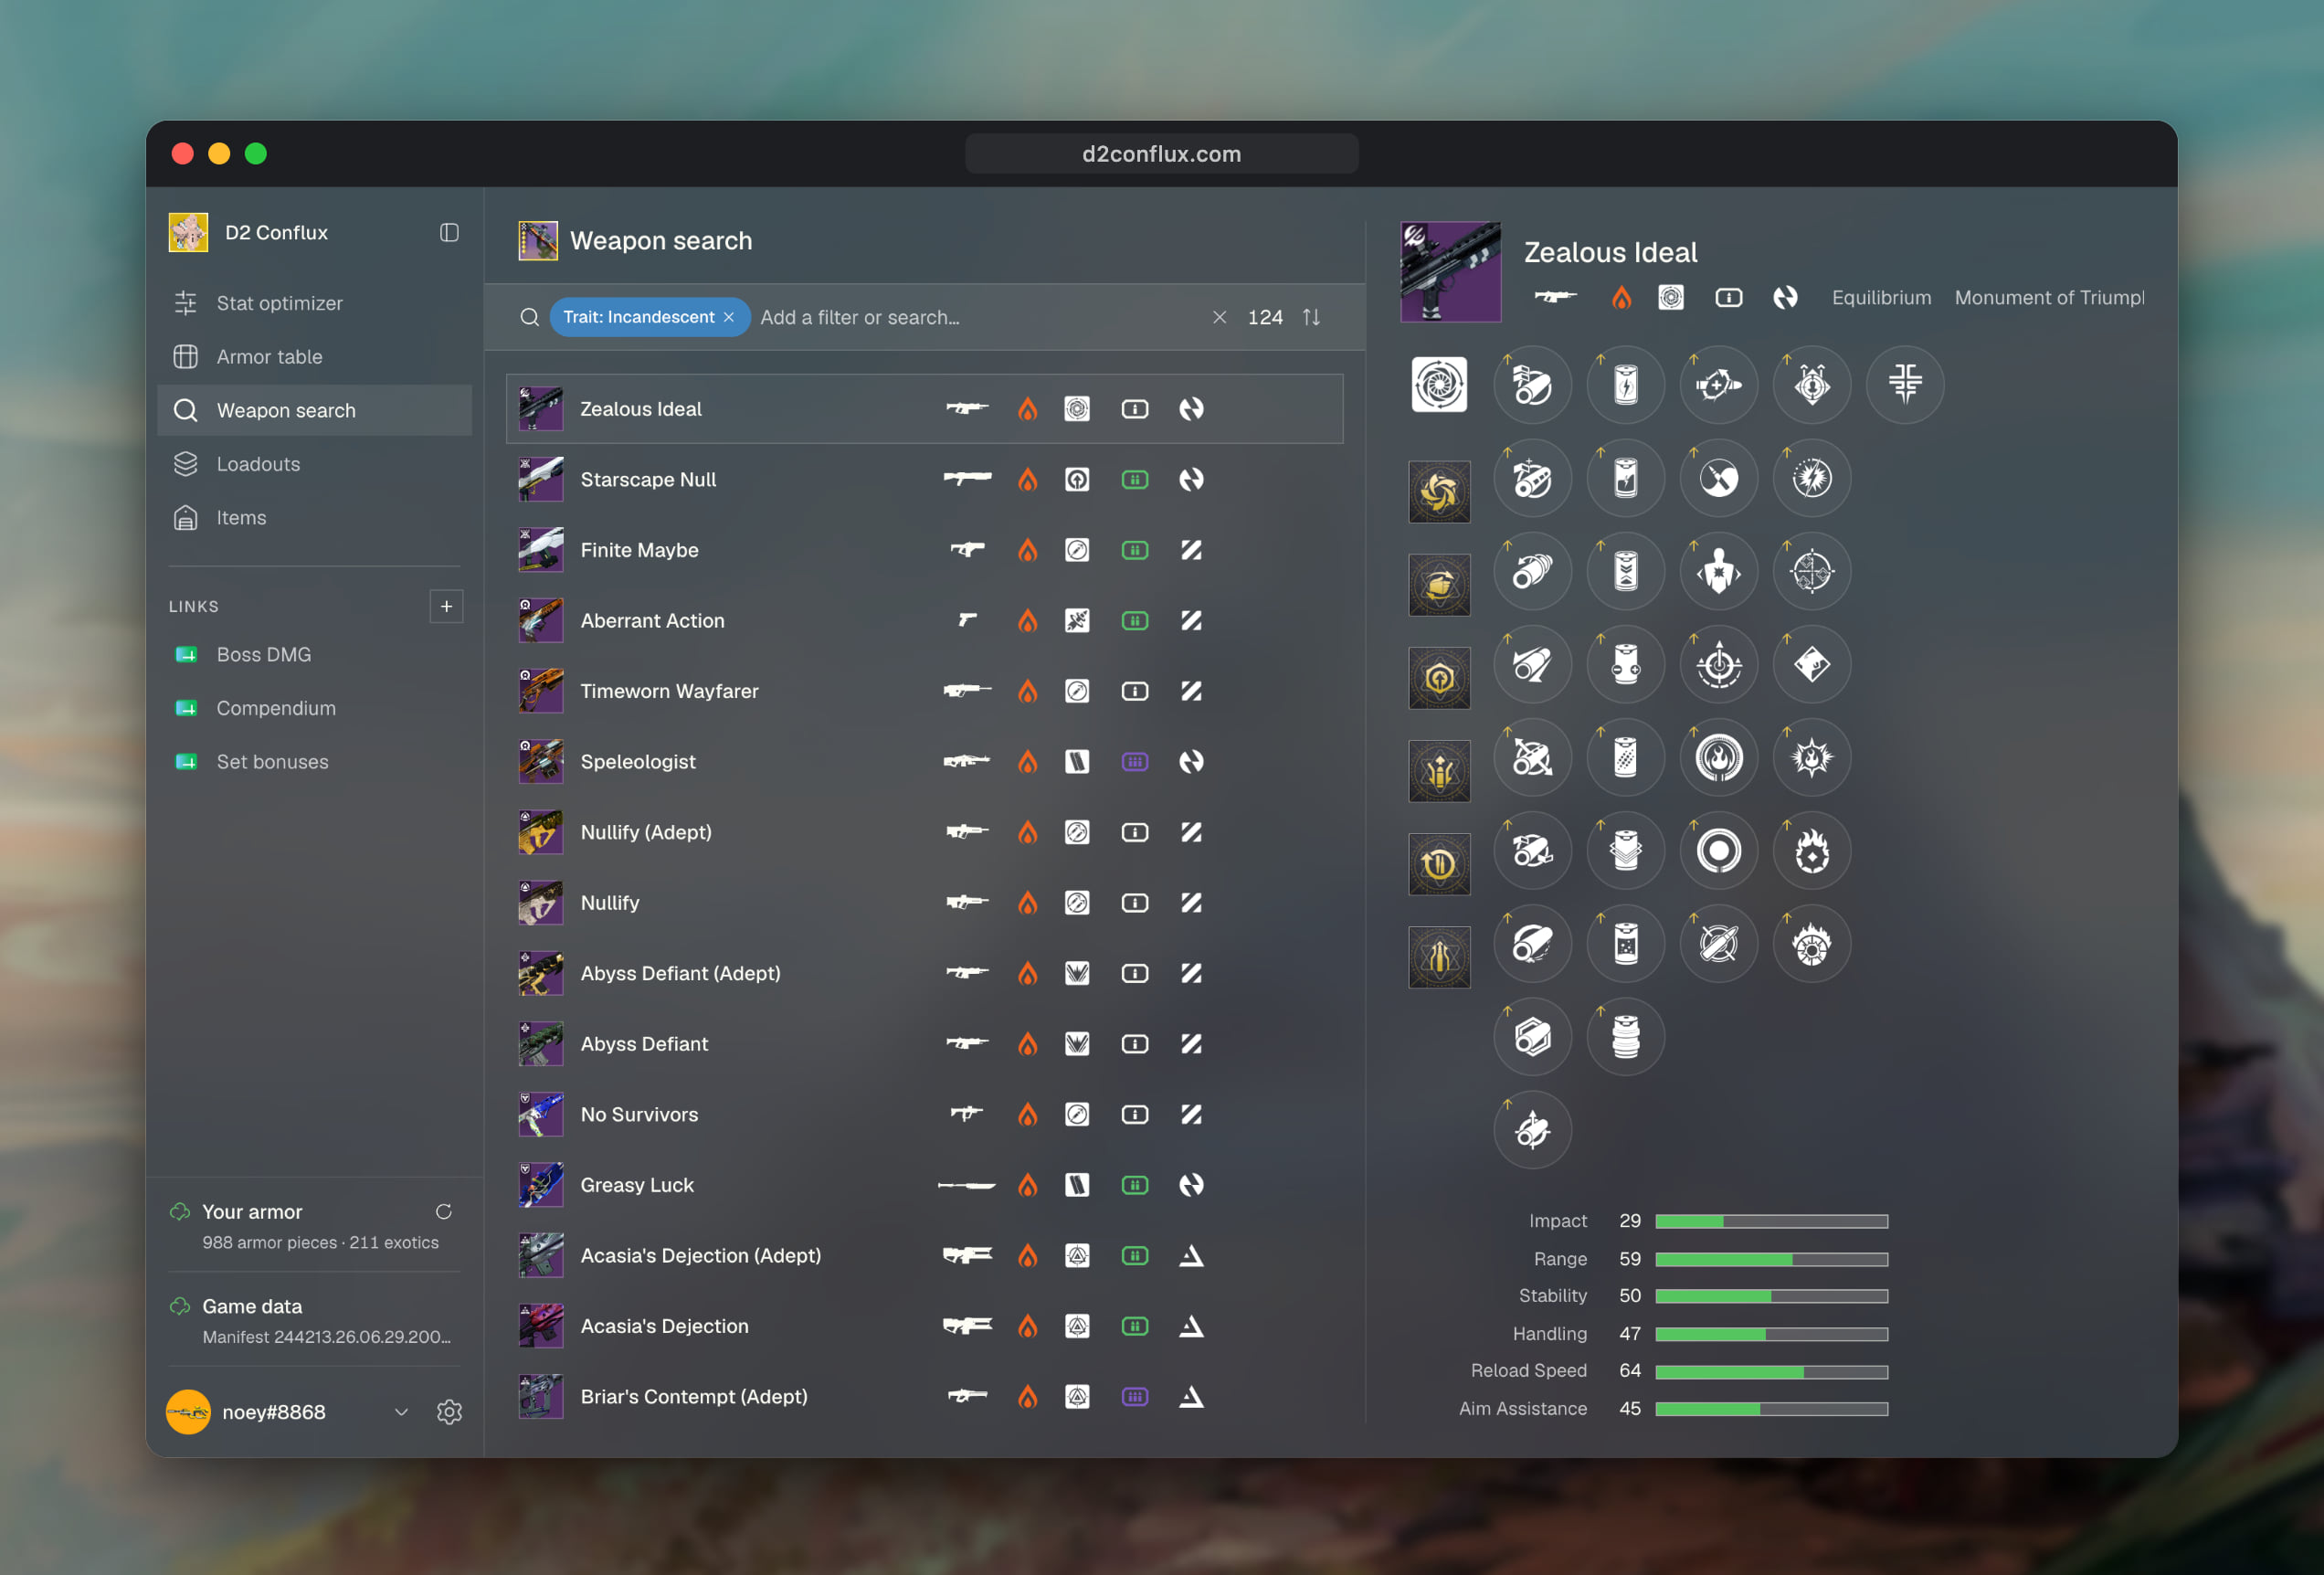 d2conflux.com
D2 Conflux
Stat optimizer
Armor table
Weapon search
Loadouts
Items
LINKS
Boss DMG
Compendium
Set bonuses
Your armor
988 armor pieces · 211 exotics
Game data
Manifest 244213.26.06.29.200...
noey#8868
Weapon search
Trait: Incandescent
Add a filter or search...
124
Zealous Ideal
Starscape Null
Finite Maybe
Aberrant Action
Timeworn Wayfarer
Speleologist
Nullify (Adept)
Nullify
Abyss Defiant (Adept)
Abyss Defiant
No Survivors
Greasy Luck
Acasia's Dejection (Adept)
Acasia's Dejection
Briar's Contempt (Adept)
Zealous Ideal
Equilibrium Monument of Triump
Impact 29
Range 59
Stability 50
Handling 47
Reload Speed 64
Aim Assistance 45